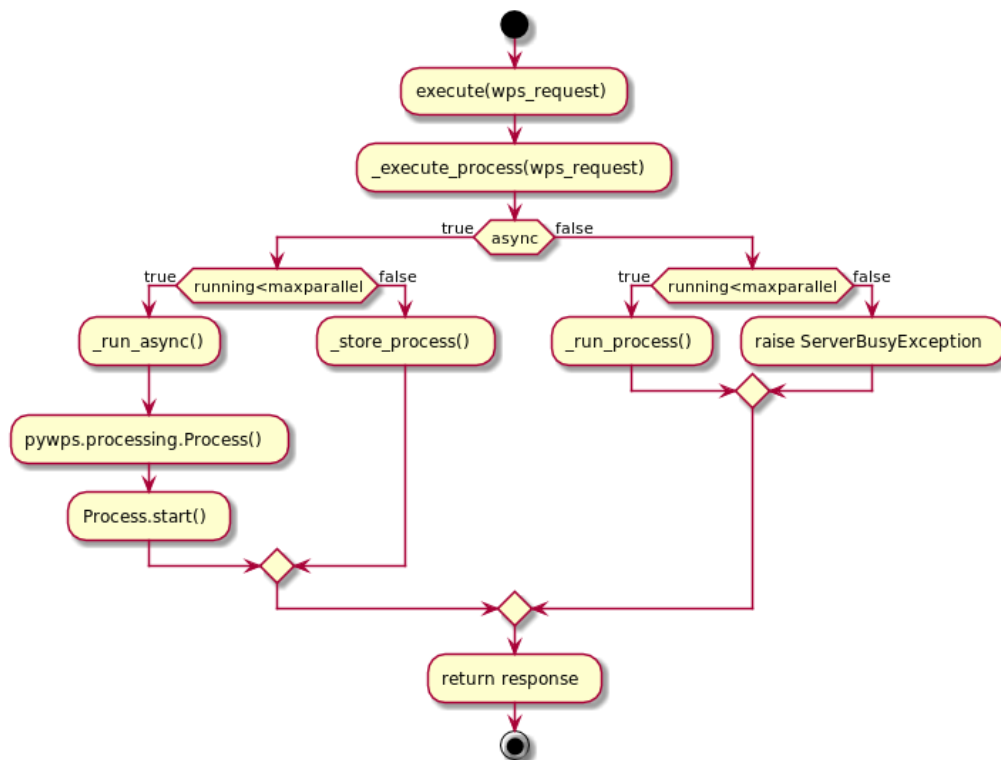 execute(wps_request)
_execute_process(wps_request)
true
async
false
true
running<maxparallel
false
true
running<maxparallel
false
_run_async()
_store_process()
_run_process()
raise ServerBusyException
pywps.processing.Process()
Process.start()
return response